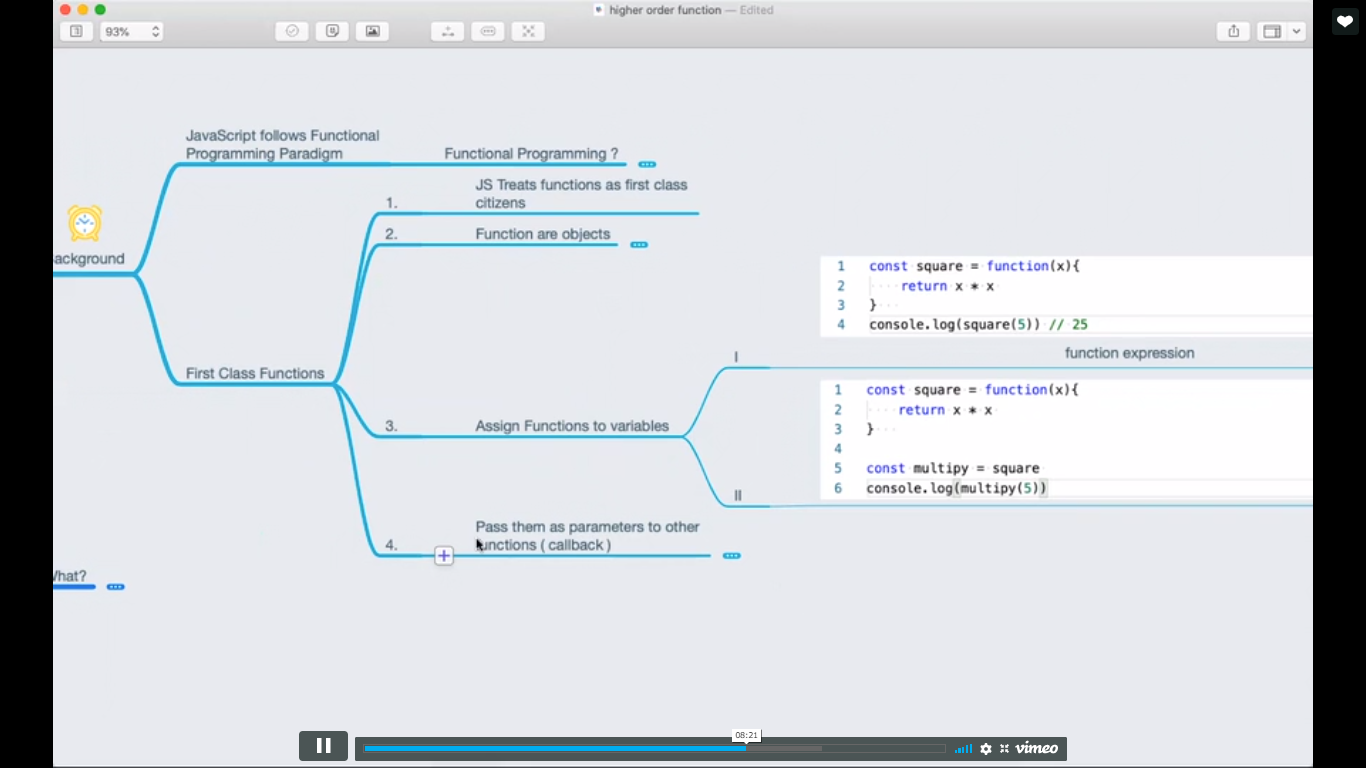 higher order function — Edited
93%
JavaScript follows Functional
Programming Paradigm
Functional Programming ?
JS Treats functions as first class
1.
citizens
2.
Function are objects
ackground
1 const square = function(x){
2 return x * x
3 }
4 console.log(square(5)) // 25
First Class Functions
I
function expression
1 const square = function(x){
2 return x * x
3 }
4
5 const multipy = square
6 console.log(multipy(5))
3.
Assign Functions to variables
II
Pass them as parameters to other
4.
functions ( callback )
What?
08:21
vimeo